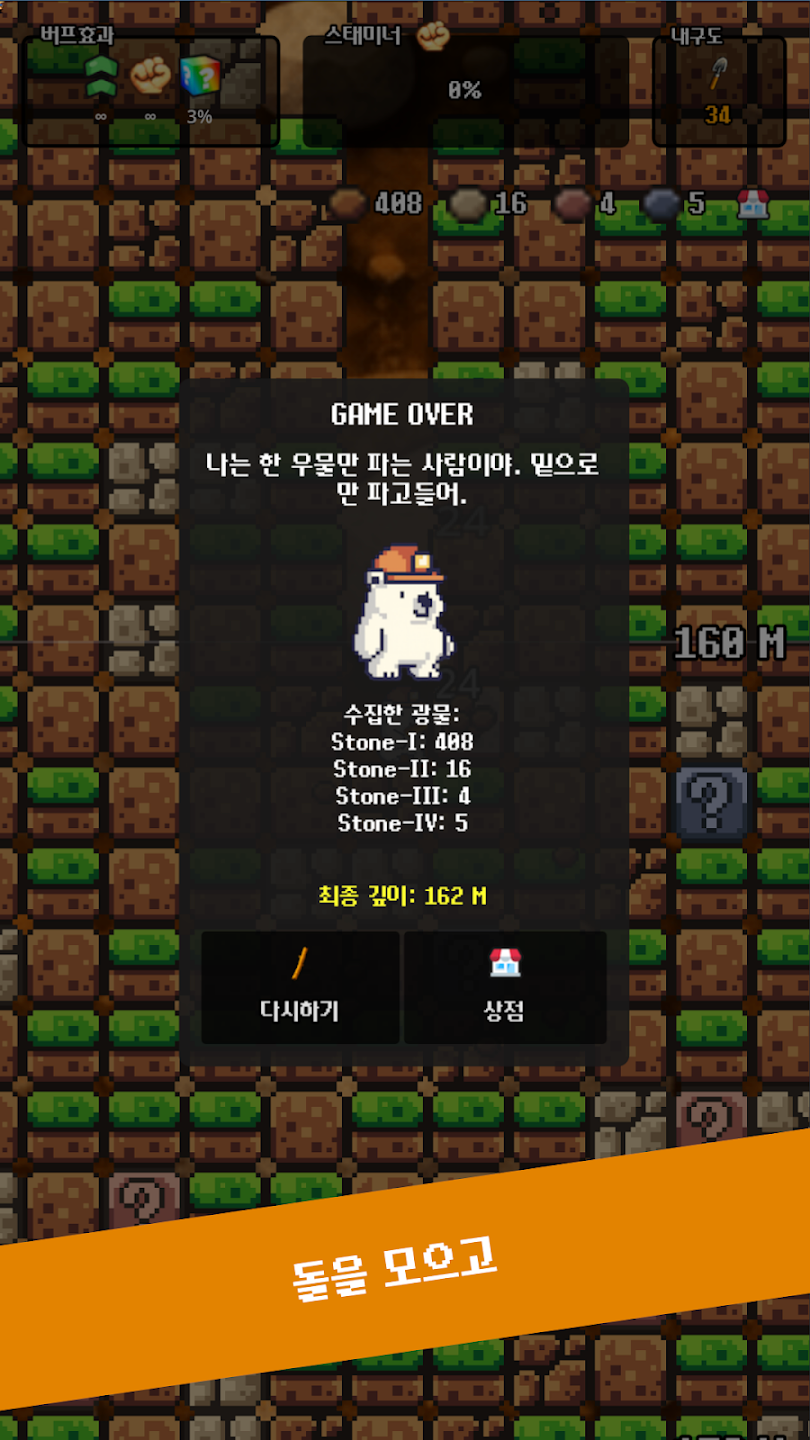 버프효과
스태미너
내구도
∞ ∞ 3%
0%
34
408 16 4 5
GAME OVER
나는 한 우물만 파는 사람이야. 밑으로
만 파고들어.
24
160 M
24
수집한 광물:
Stone-I: 408
Stone-II: 16
Stone-III: 4
Stone-IV: 5
?
최종 깊이: 162 M
다시하기
상점
?
?
돌을 모으고